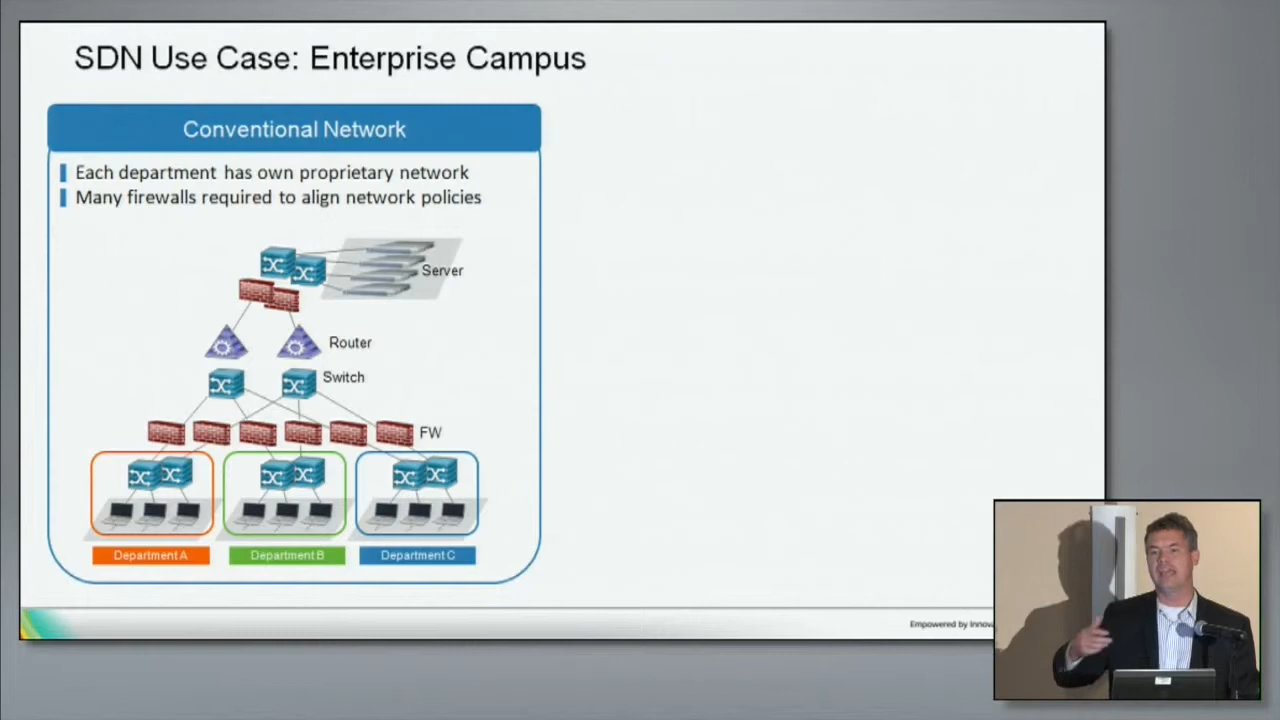 SDN Use Case: Enterprise Campus
Conventional Network
Each department has own proprietary network
Many firewalls required to align network policies
Server
Router
Switch
FW
Department A
Department B
Department C
Empowered by